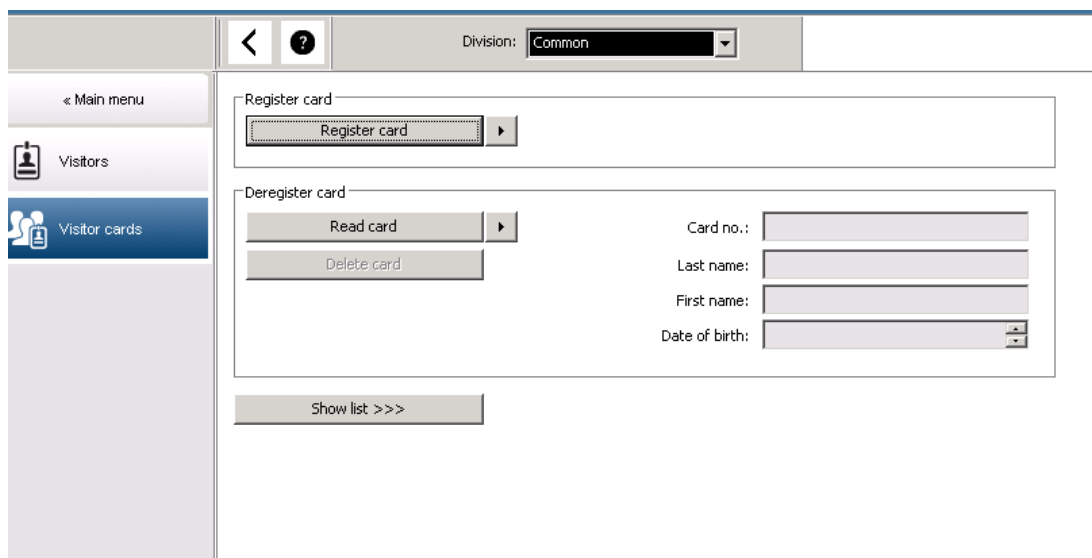 Division: Common
« Main menu
Visitors
Visitor cards
Register card
Register card
Deregister card
Read card
Delete card
Card no.:
Last name:
First name:
Date of birth:
Show list >>>